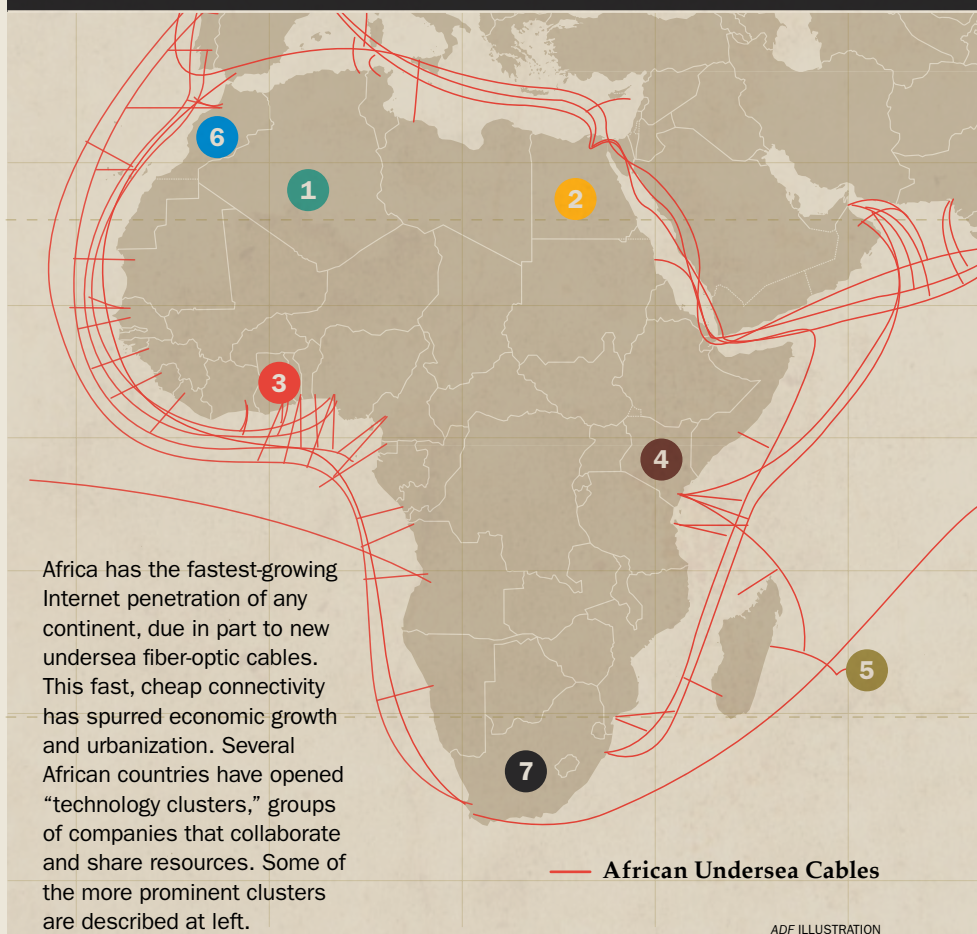 6
1
2
3
4
5
7
Africa has the fastest-growing
Internet penetration of any
continent, due in part to new
undersea fiber-optic cables.
This fast, cheap connectivity
has spurred economic growth
and urbanization. Several
African countries have opened
“technology clusters,” groups
of companies that collaborate
and share resources. Some of
the more prominent clusters
are described at left.
African Undersea Cables
ADF ILLUSTRATION